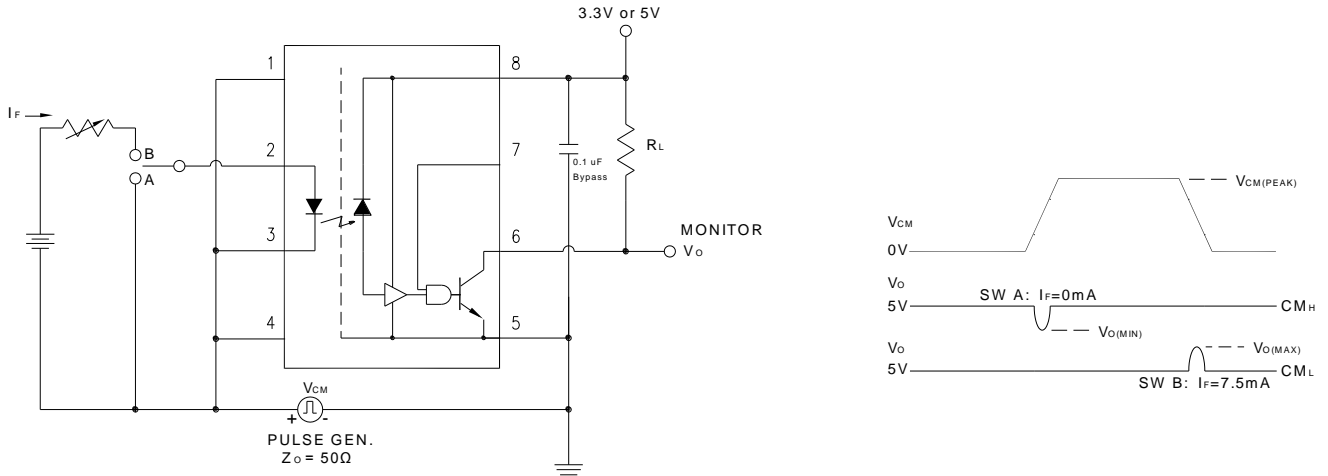 3.3V or 5V
1
8
IF
B
A
2
7
RL
0.1 uF
Bypass
3
6
MONITOR
VO
4
5
VCM
+
-
PULSE GEN.
ZO = 50Ω
VCM
0V
VCM(PEAK)
VO
5V
SW A: IF=0mA
CMH
VO(MIN)
VO
5V
VO(MAX)
CML
SW B: IF=7.5mA